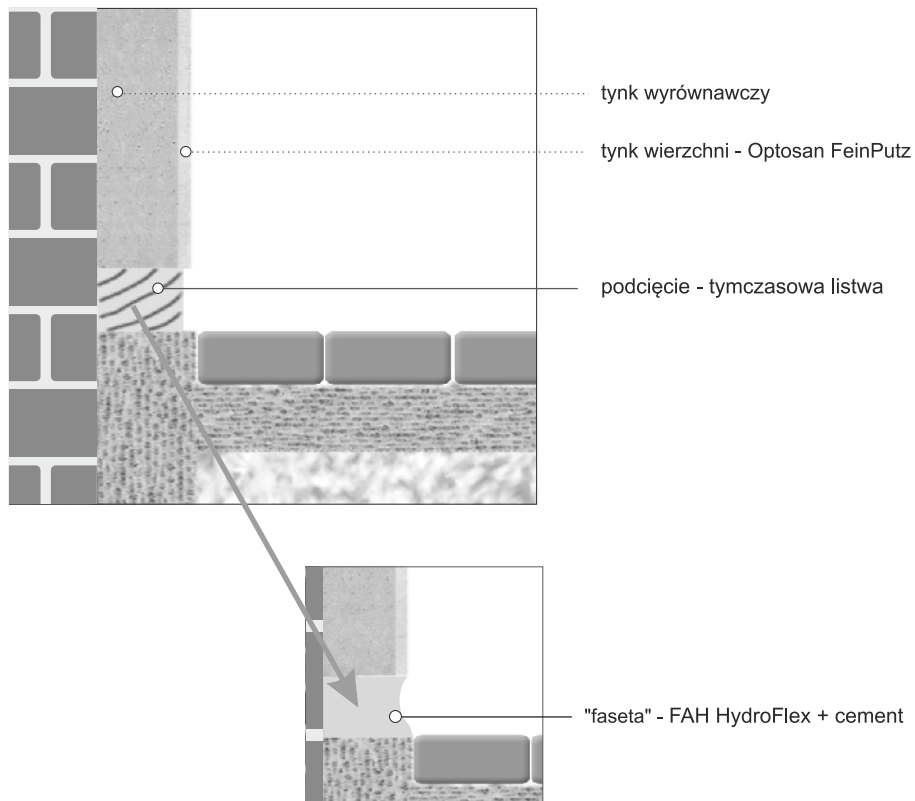 tynk wyrównawczy
tynk wierzchni - Optosan FeinPutz
podcięcie - tymczasowa listwa
"faseta" - FAH HydroFlex + cement